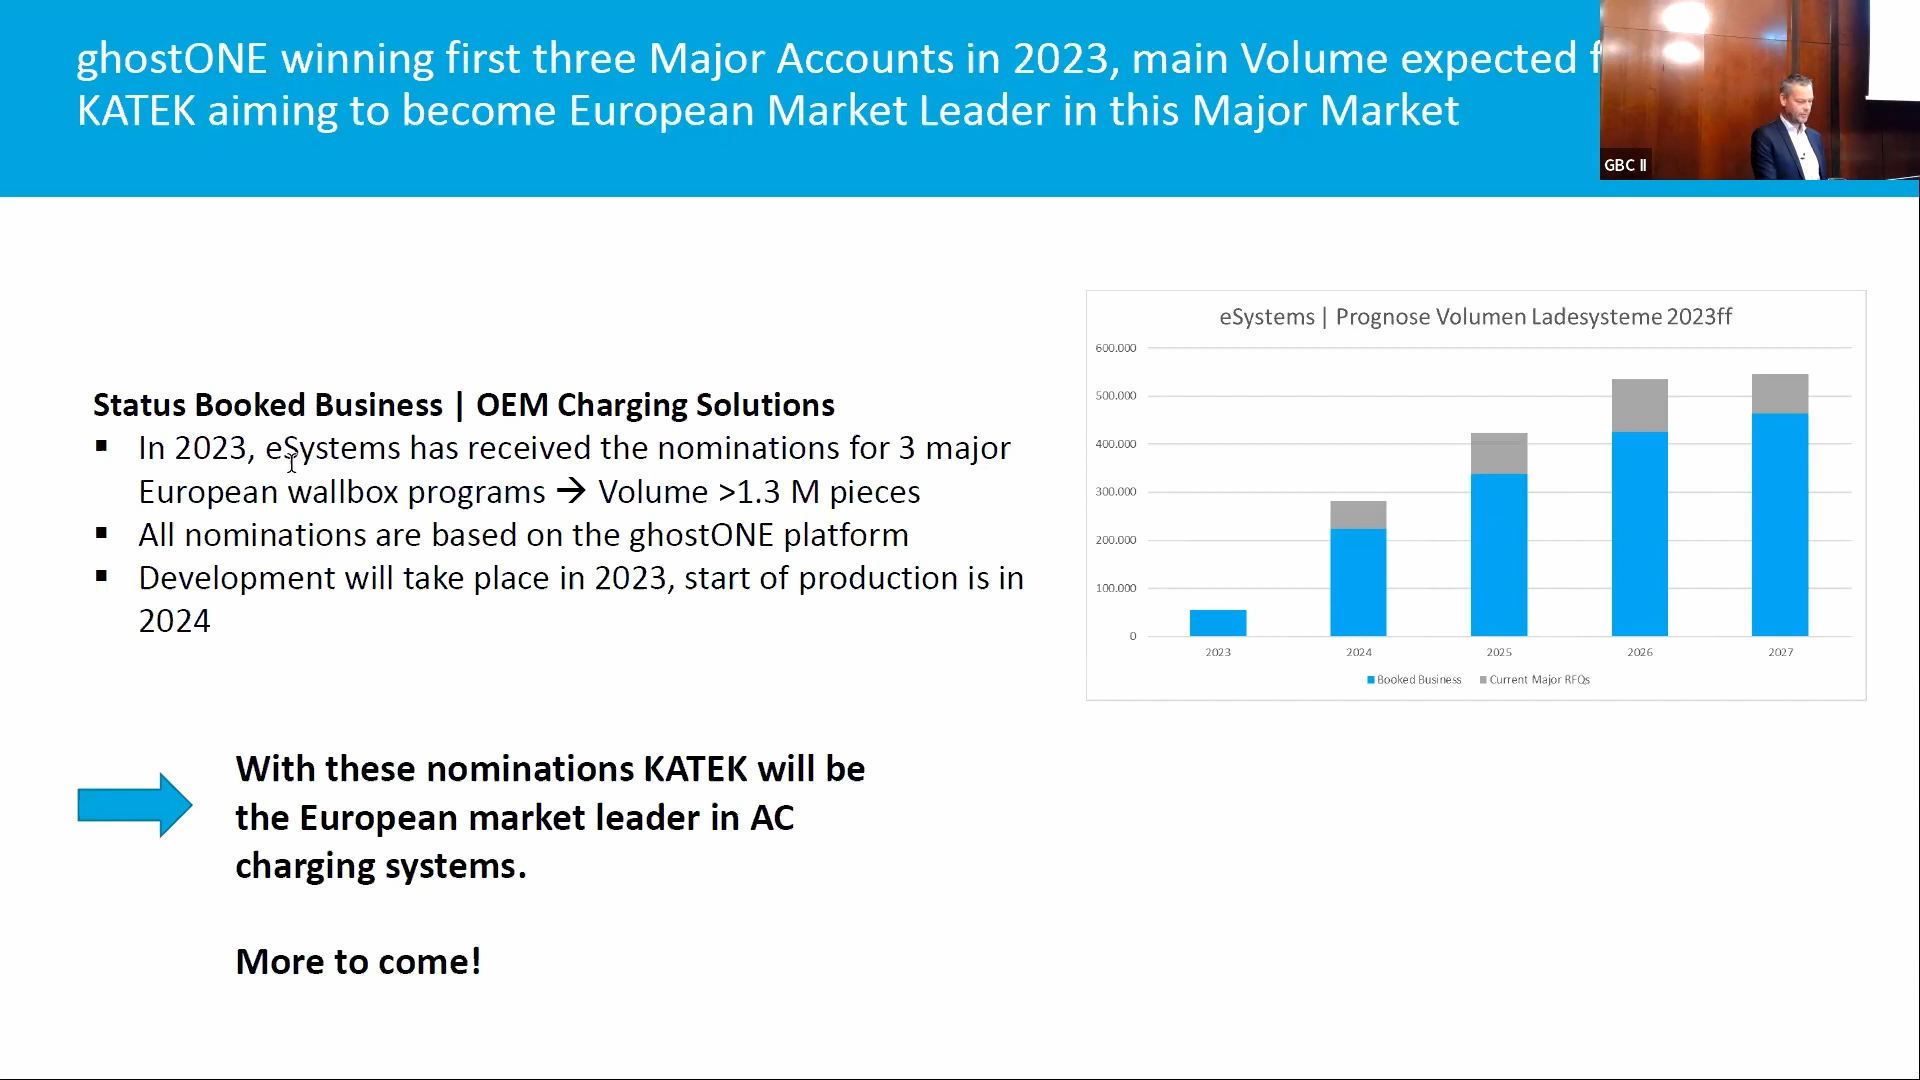 ghostONE winning first three Major Accounts in 2023, main Volume expected
KATEK aiming to become European Market Leader in this Major Market
GBC II
eSystems | Prognose Volumen Ladesysteme 2023ff
600.000
500.000
400.000
300.000
200.000
100.000
0
2023 2024 2025 2026 2027
Booked Business Current Major RFQs
Status Booked Business | OEM Charging Solutions
▪ In 2023, eSystems has received the nominations for 3 major
European wallbox programs → Volume >1.3 M pieces
▪ All nominations are based on the ghostONE platform
▪ Development will take place in 2023, start of production is in
2024
With these nominations KATEK will be
the European market leader in AC
charging systems.
More to come!